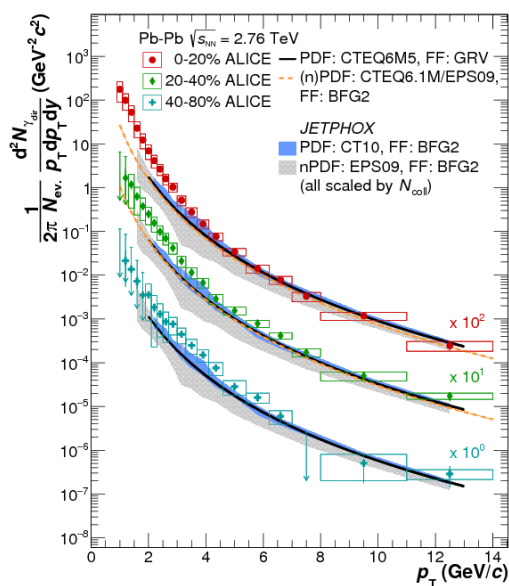 Pb-Pb √s_NN = 2.76 TeV
0-20% ALICE
20-40% ALICE
40-80% ALICE
PDF: CTEQ6M5, FF: GRV
(n)PDF: CTEQ6.1M/EPS09,
FF: BFG2
JETPHOX
PDF: CT10, FF: BFG2
nPDF: EPS09, FF: BFG2
(all scaled by N_coll)
1/(2π N_ev.) d²N_γdir/(p_T dp_T dy) (GeV⁻² c²)
10³
10²
10
1
10⁻¹
10⁻²
10⁻³
10⁻⁴
10⁻⁵
10⁻⁶
10⁻⁷
10⁻⁸
x 10²
x 10¹
x 10⁰
0 2 4 6 8 10 12 14
p_T (GeV/c)